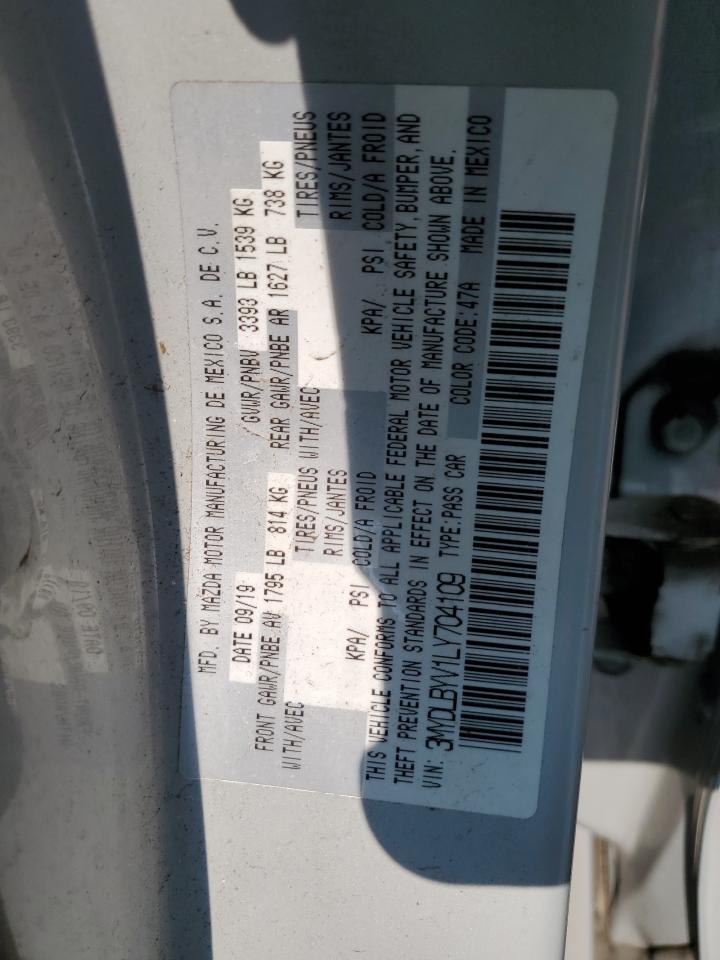 MFD. BY MAZDA MOTOR MANUFACTURING DE MEXICO S.A. DE C.V.
DATE 09/19 GVWR/PNBV 3393 LB 1539 KG
FRONT GAWR/PNBE AV 1795 LB 814 KG REAR GAWR/PNBE AR 1627 LB 738 KG
WITH/AVEC TIRES/PNEUS WITH/AVEC TIRES/PNEUS
RIMS/JANTES RIMS/JANTES
KPA/ PSI COLD/A FROID KPA/ PSI COLD/A FROID
THIS VEHICLE CONFORMS TO ALL APPLICABLE FEDERAL MOTOR VEHICLE SAFETY, BUMPER, AND
THEFT PREVENTION STANDARDS IN EFFECT ON THE DATE OF MANUFACTURE SHOWN ABOVE.
VIN: 3MYDLBYV1LY704109 TYPE:PASS CAR COLOR CODE:47A MADE IN MEXICO